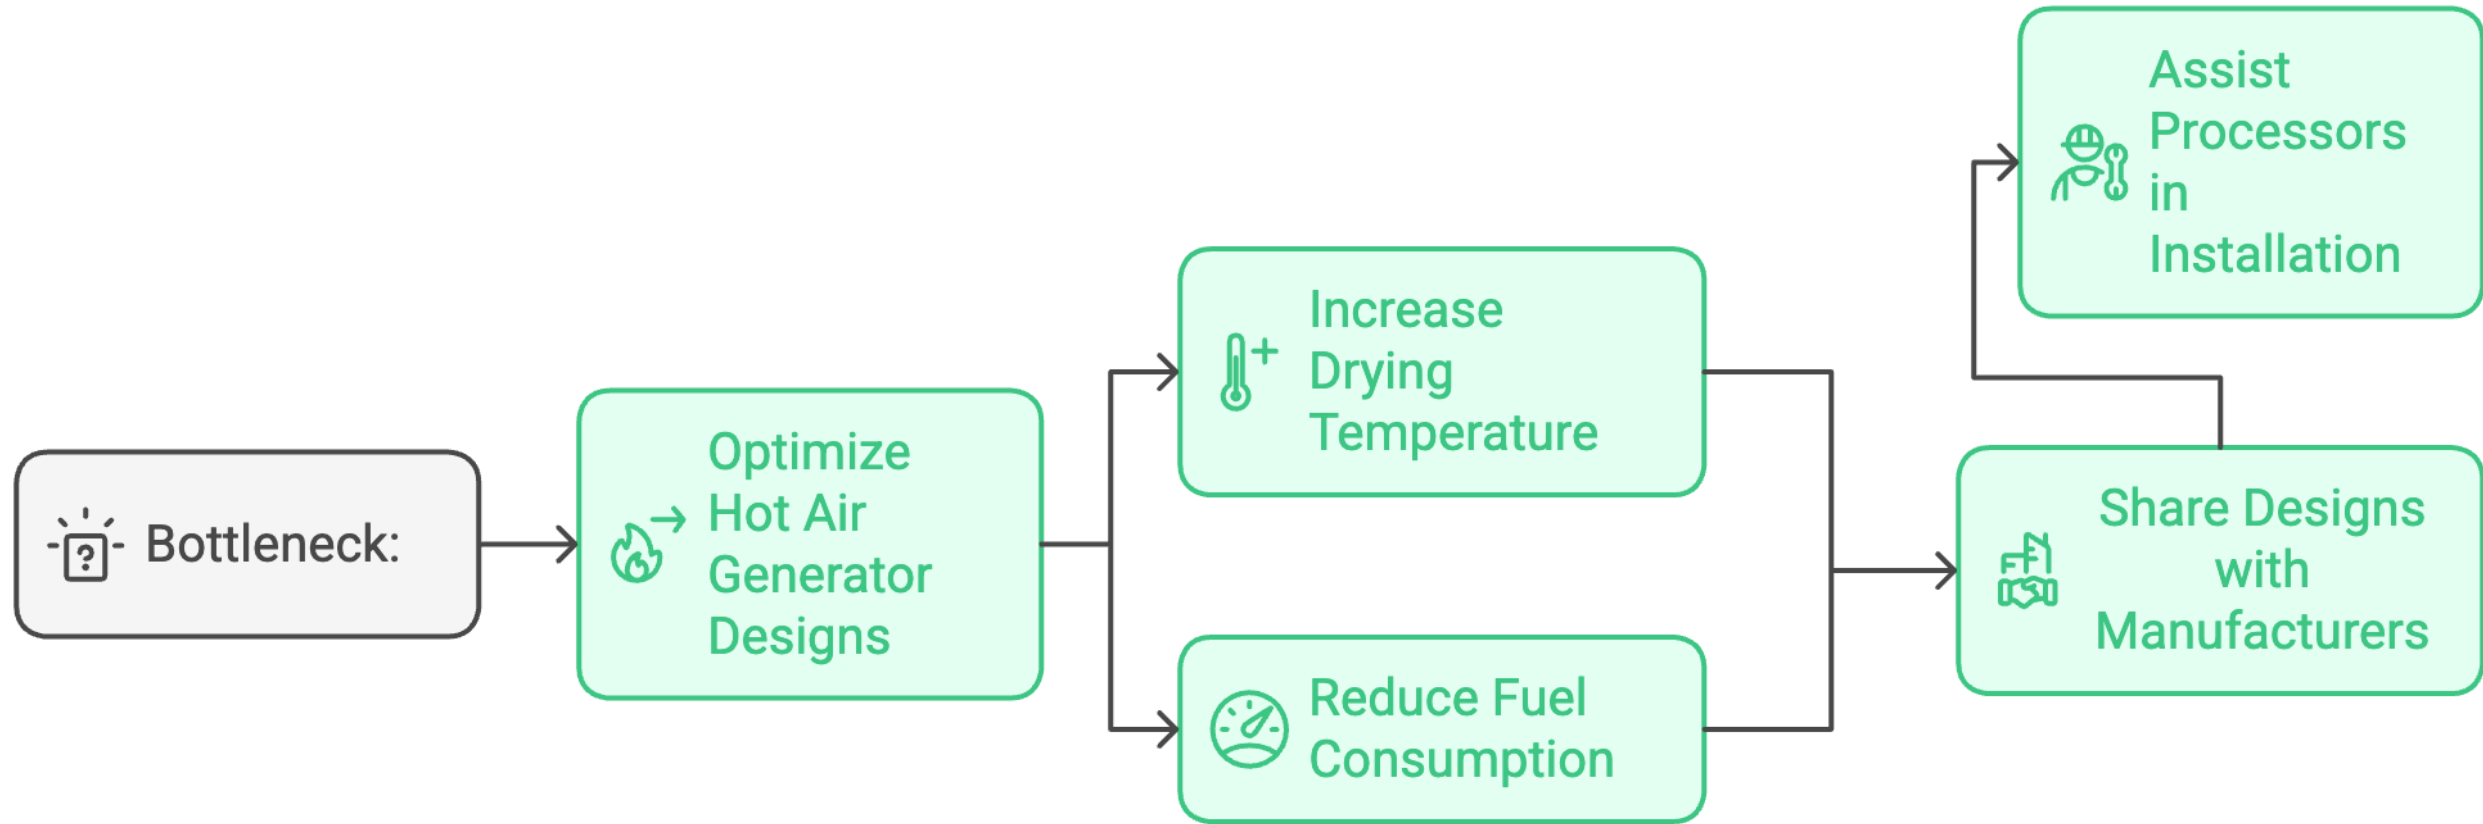 Bottleneck:
Optimize
Hot Air
Generator
Designs
Increase
Drying
Temperature
Reduce Fuel
Consumption
Share Designs
with
Manufacturers
Assist
Processors
in
Installation